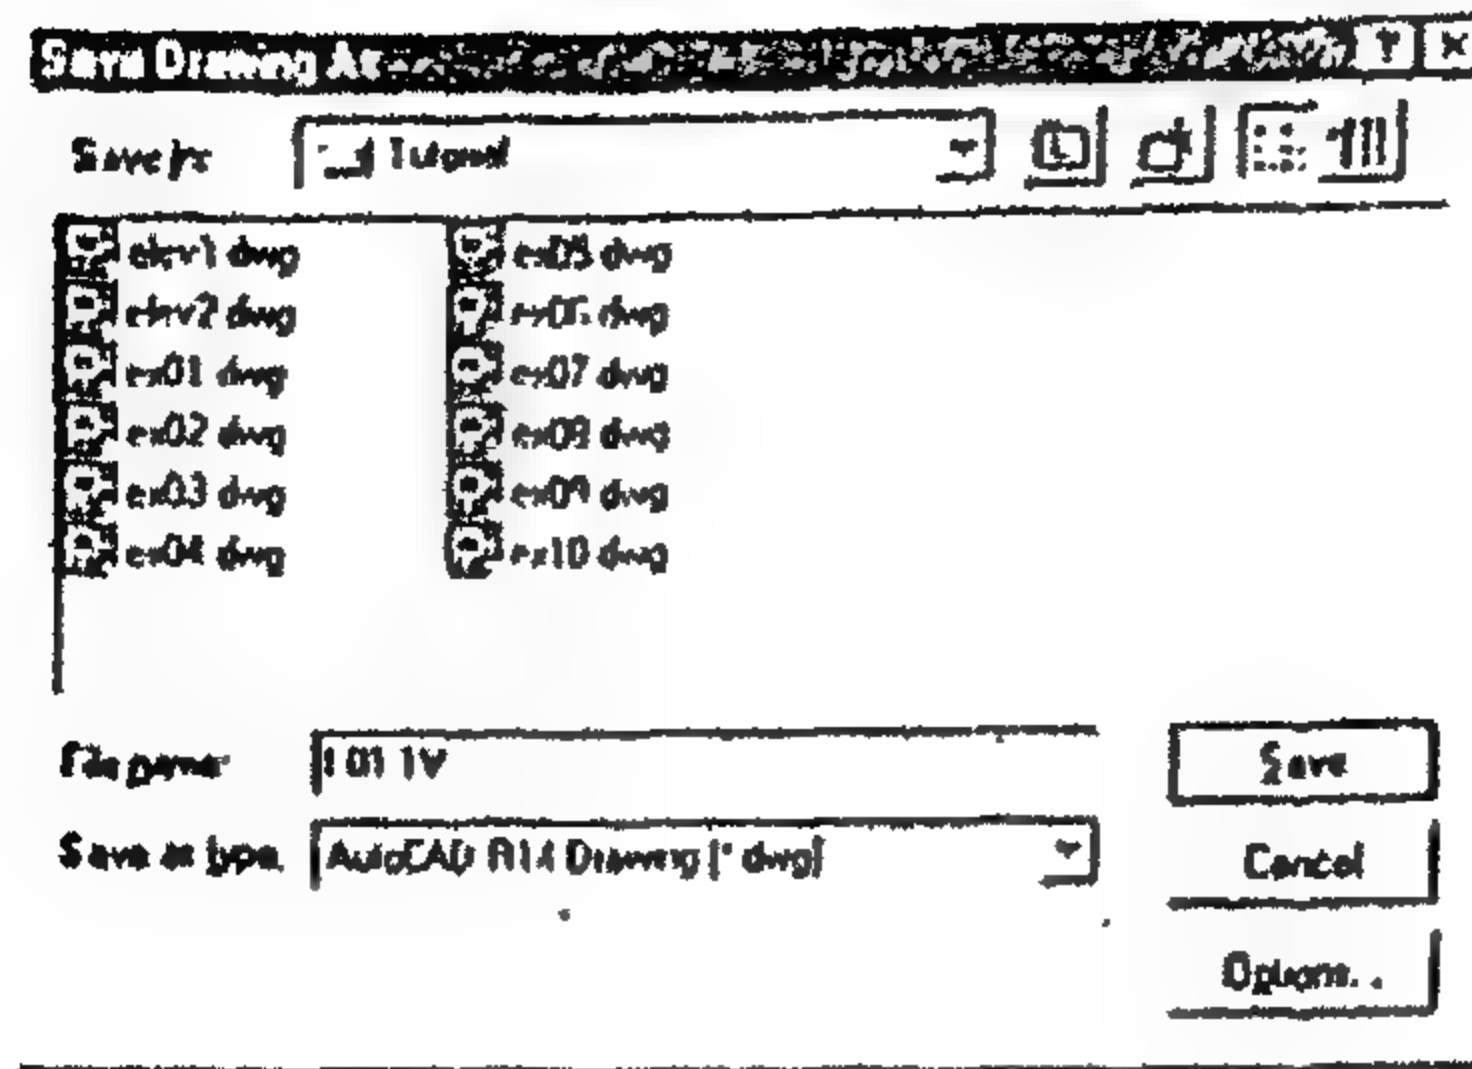 Save Drawing As
Save in: Tutorial
elev1.dwg
elev2.dwg
ex01.dwg
ex02.dwg
ex03.dwg
ex04.dwg
ex05.dwg
ex06.dwg
ex07.dwg
ex08.dwg
ex09.dwg
ex10.dwg
File name:
Save
Save as type: AutoCAD R14 Drawing [*.dwg]
Cancel
Options...